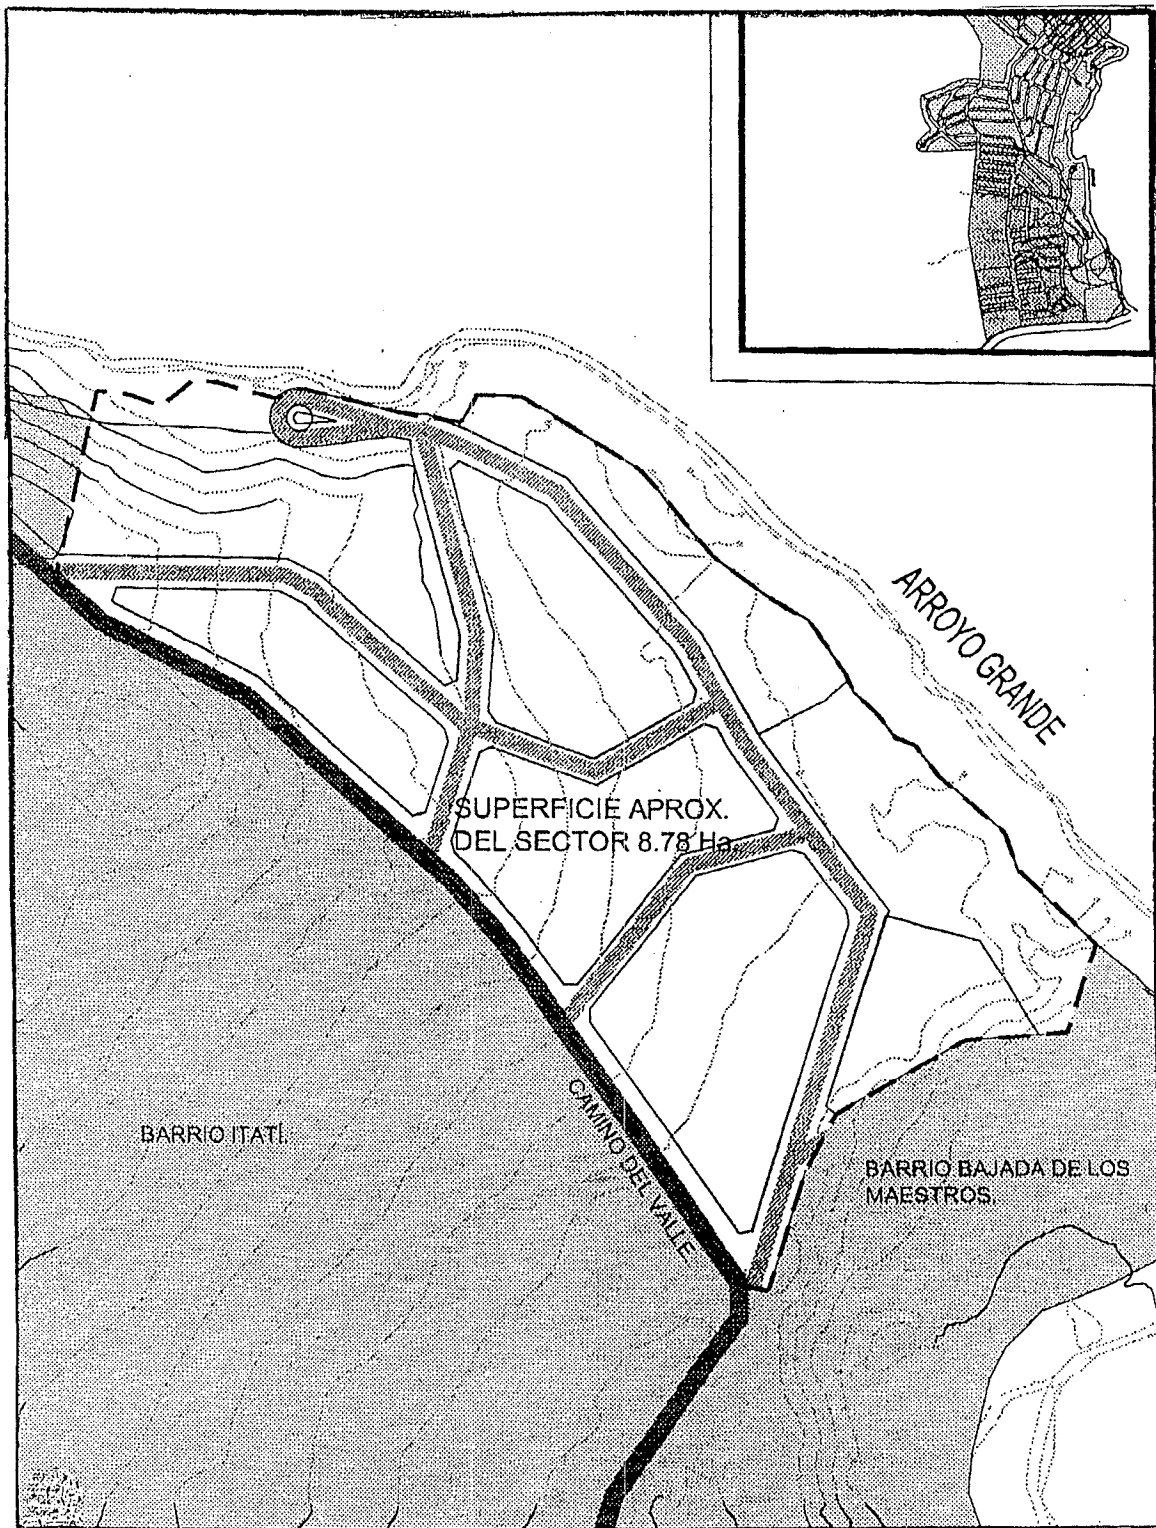 ARROYO GRANDE
SUPERFICIE APROX.
DEL SECTOR 8.78 Ha.
CAMINO DEL VALLE
BARRIO ITATÍ.
BARRIO BAJADA DE LOS
MAESTROS.